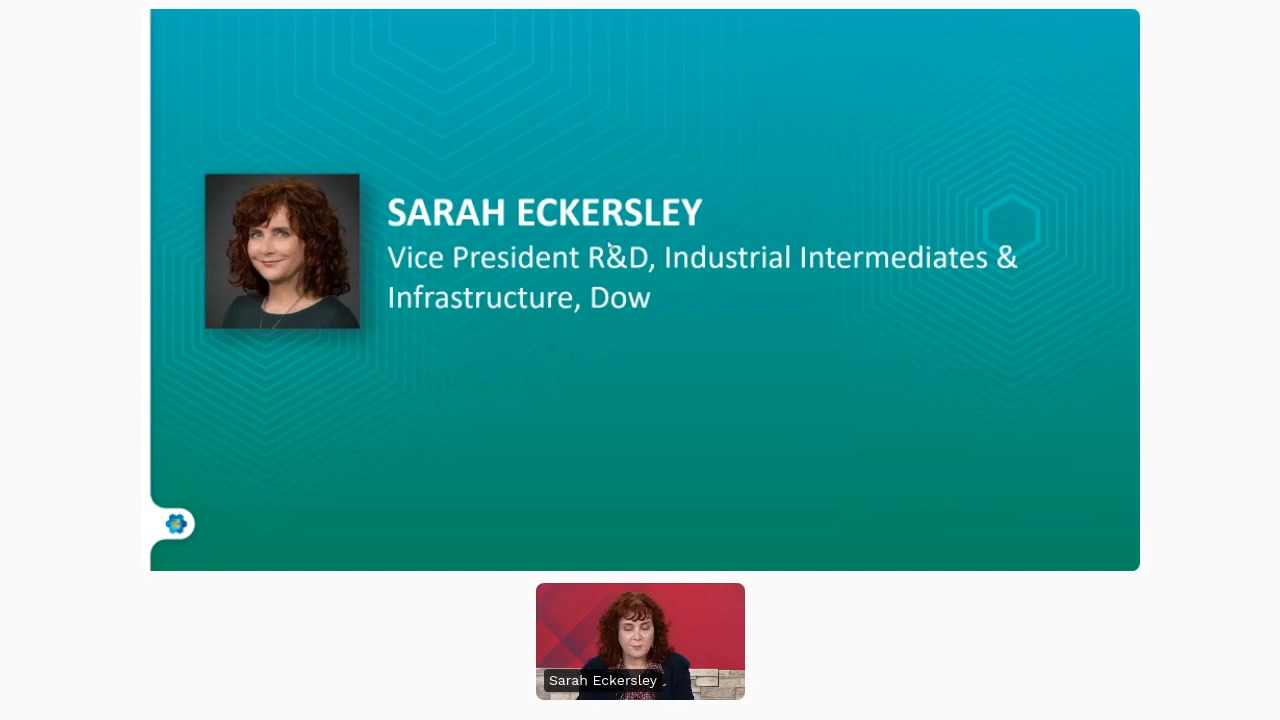 SARAH ECKERSLEY
Vice President R&D, Industrial Intermediates &
Infrastructure, Dow
Sarah Eckersley